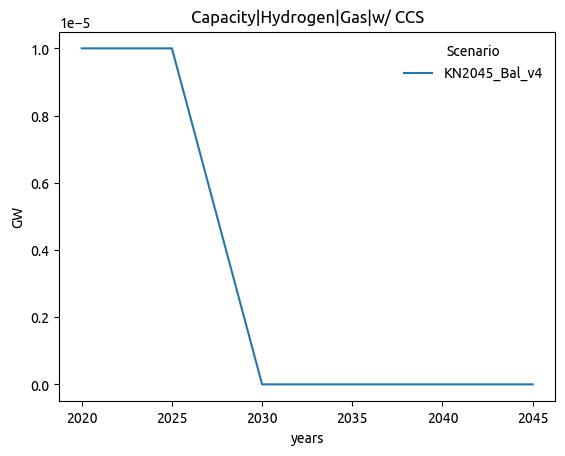 Capacity|Hydrogen|Gas|w/ CCS
1e−5
Scenario
KN2045_Bal_v4
1.0
0.8
0.6
0.4
0.2
0.0
GW
2020 2025 2030 2035 2040 2045
years